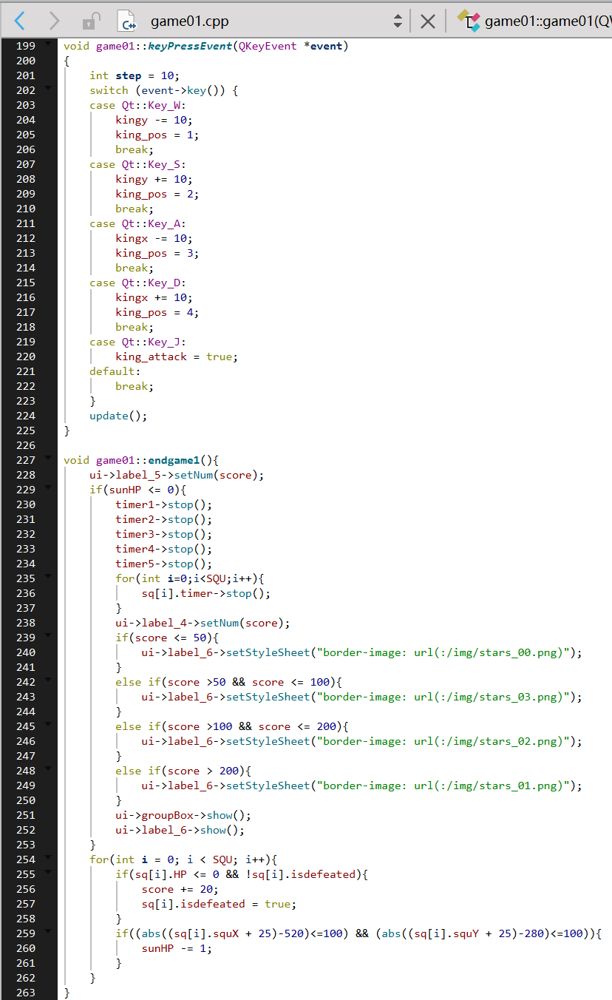 game01.cpp game01::game01(QW
199 void game01::keyPressEvent(QKeyEvent *event)
200 {
201     int step = 10;
202     switch (event->key()) {
203     case Qt::Key_W:
204         kingy -= 10;
205         king_pos = 1;
206         break;
207     case Qt::Key_S:
208         kingy += 10;
209         king_pos = 2;
210         break;
211     case Qt::Key_A:
212         kingx -= 10;
213         king_pos = 3;
214         break;
215     case Qt::Key_D:
216         kingx += 10;
217         king_pos = 4;
218         break;
219     case Qt::Key_J:
220         king_attack = true;
221     default:
222         break;
223     }
224     update();
225 }
226
227 void game01::endgame1(){
228     ui->label_5->setNum(score);
229     if(sunHP <= 0){
230         timer1->stop();
231         timer2->stop();
232         timer3->stop();
233         timer4->stop();
234         timer5->stop();
235         for(int i=0;i<SQU;i++){
236             sq[i].timer->stop();
237         }
238         ui->label_4->setNum(score);
239         if(score <= 50){
240             ui->label_6->setStyleSheet("border-image: url(:/img/stars_00.png)");
241         }
242         else if(score >50 && score <= 100){
243             ui->label_6->setStyleSheet("border-image: url(:/img/stars_03.png)");
244         }
245         else if(score >100 && score <= 200){
246             ui->label_6->setStyleSheet("border-image: url(:/img/stars_02.png)");
247         }
248         else if(score > 200){
249             ui->label_6->setStyleSheet("border-image: url(:/img/stars_01.png)");
250         }
251         ui->groupBox->show();
252         ui->label_6->show();
253     }
254     for(int i = 0; i < SQU; i++){
255         if(sq[i].HP <= 0 && !sq[i].isdefeated){
256             score += 20;
257             sq[i].isdefeated = true;
258         }
259         if((abs((sq[i].squX + 25)-520)<=100) && (abs((sq[i].squY + 25)-280)<=100)){
260             sunHP -= 1;
261         }
262     }
263 }